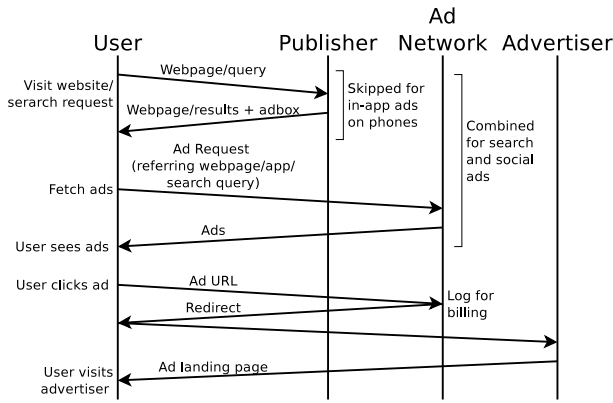 Ad
User Publisher Network Advertiser
Webpage/query
Visit website/
serarch request
Skipped for
in-app ads
on phones
Webpage/results + adbox
Combined
for search
and social
ads
Ad Request
(referring webpage/app/
search query)
Fetch ads
Ads
User sees ads
User clicks ad
Ad URL
Log for
billing
Redirect
Ad landing page
User visits
advertiser